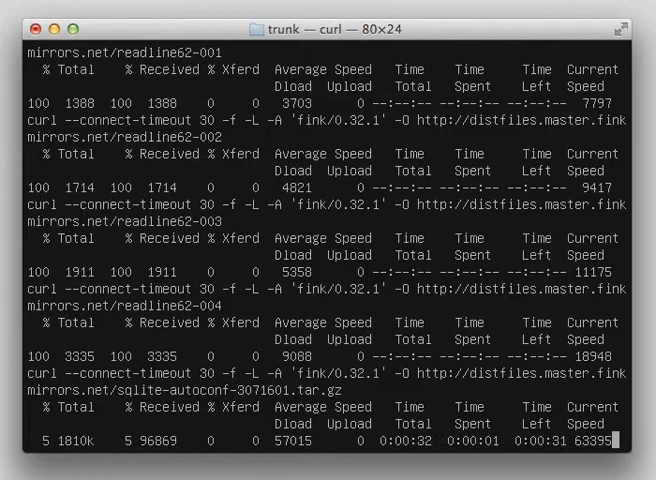 trunk — curl — 80×24
mirrors.net/readline62-001
% Total % Received % Xferd Average Speed Time Time Time Current
Dload Upload Total Spent Left Speed
100 1388 100 1388 0 0 3703 0 --:--:-- --:--:-- --:--:-- 7797
curl --connect-timeout 30 -f -L -A 'fink/0.32.1' -O http://distfiles.master.fink
mirrors.net/readline62-002
% Total % Received % Xferd Average Speed Time Time Time Current
Dload Upload Total Spent Left Speed
100 1714 100 1714 0 0 4821 0 --:--:-- --:--:-- --:--:-- 9417
curl --connect-timeout 30 -f -L -A 'fink/0.32.1' -O http://distfiles.master.fink
mirrors.net/readline62-003
% Total % Received % Xferd Average Speed Time Time Time Current
Dload Upload Total Spent Left Speed
100 1911 100 1911 0 0 5358 0 --:--:-- --:--:-- --:--:-- 11175
curl --connect-timeout 30 -f -L -A 'fink/0.32.1' -O http://distfiles.master.fink
mirrors.net/readline62-004
% Total % Received % Xferd Average Speed Time Time Time Current
Dload Upload Total Spent Left Speed
100 3335 100 3335 0 0 9088 0 --:--:-- --:--:-- --:--:-- 18948
curl --connect-timeout 30 -f -L -A 'fink/0.32.1' -O http://distfiles.master.fink
mirrors.net/sqlite-autoconf-3071601.tar.gz
% Total % Received % Xferd Average Speed Time Time Time Current
Dload Upload Total Spent Left Speed
5 1810k 5 96869 0 0 57015 0 0:00:32 0:00:01 0:00:31 63395